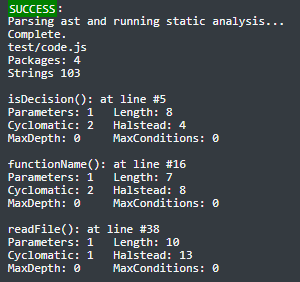 SUCCESS:
Parsing ast and running static analysis...
Complete.
test/code.js
Packages: 4
Strings 103
isDecision(): at line #5
Parameters: 1 Length: 8
Cyclomatic: 2 Halstead: 4
MaxDepth: 0 MaxConditions: 0
functionName(): at line #16
Parameters: 1 Length: 7
Cyclomatic: 2 Halstead: 8
MaxDepth: 0 MaxConditions: 0
readFile(): at line #38
Parameters: 1 Length: 10
Cyclomatic: 1 Halstead: 13
MaxDepth: 0 MaxConditions: 0